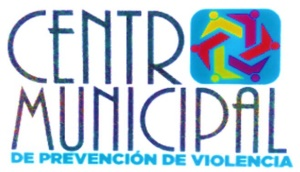 CENTRO
MUNICIPAL
DE PREVENCIÓN DE VIOLENCIA